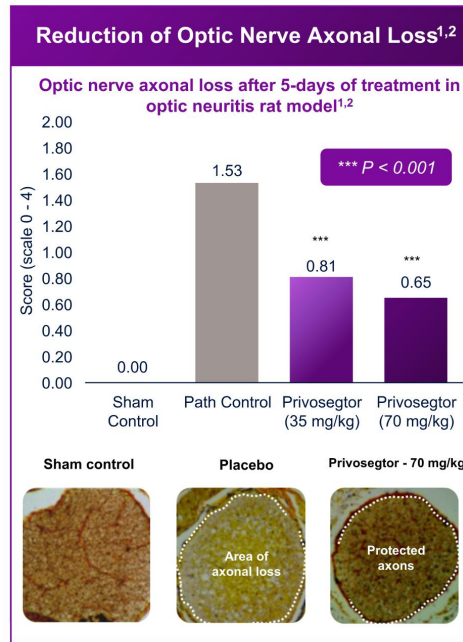 Reduction of Optic Nerve Axonal Loss1,2
Optic nerve axonal loss after 5-days of treatment in
optic neuritis rat model1,2
2.00
1.80
1.60
1.40
1.20
1.00
0.80
0.60
0.40
0.20
0.00
Score (scale 0 - 4)
*** P < 0.001
0.00
1.53
***
0.81
***
0.65
Sham
Control
Path Control
Privosegtor
(35 mg/kg)
Privosegtor
(70 mg/kg)
Sham control
Placebo
Privosegtor - 70 mg/kg
Area of
axonal loss
Protected
axons